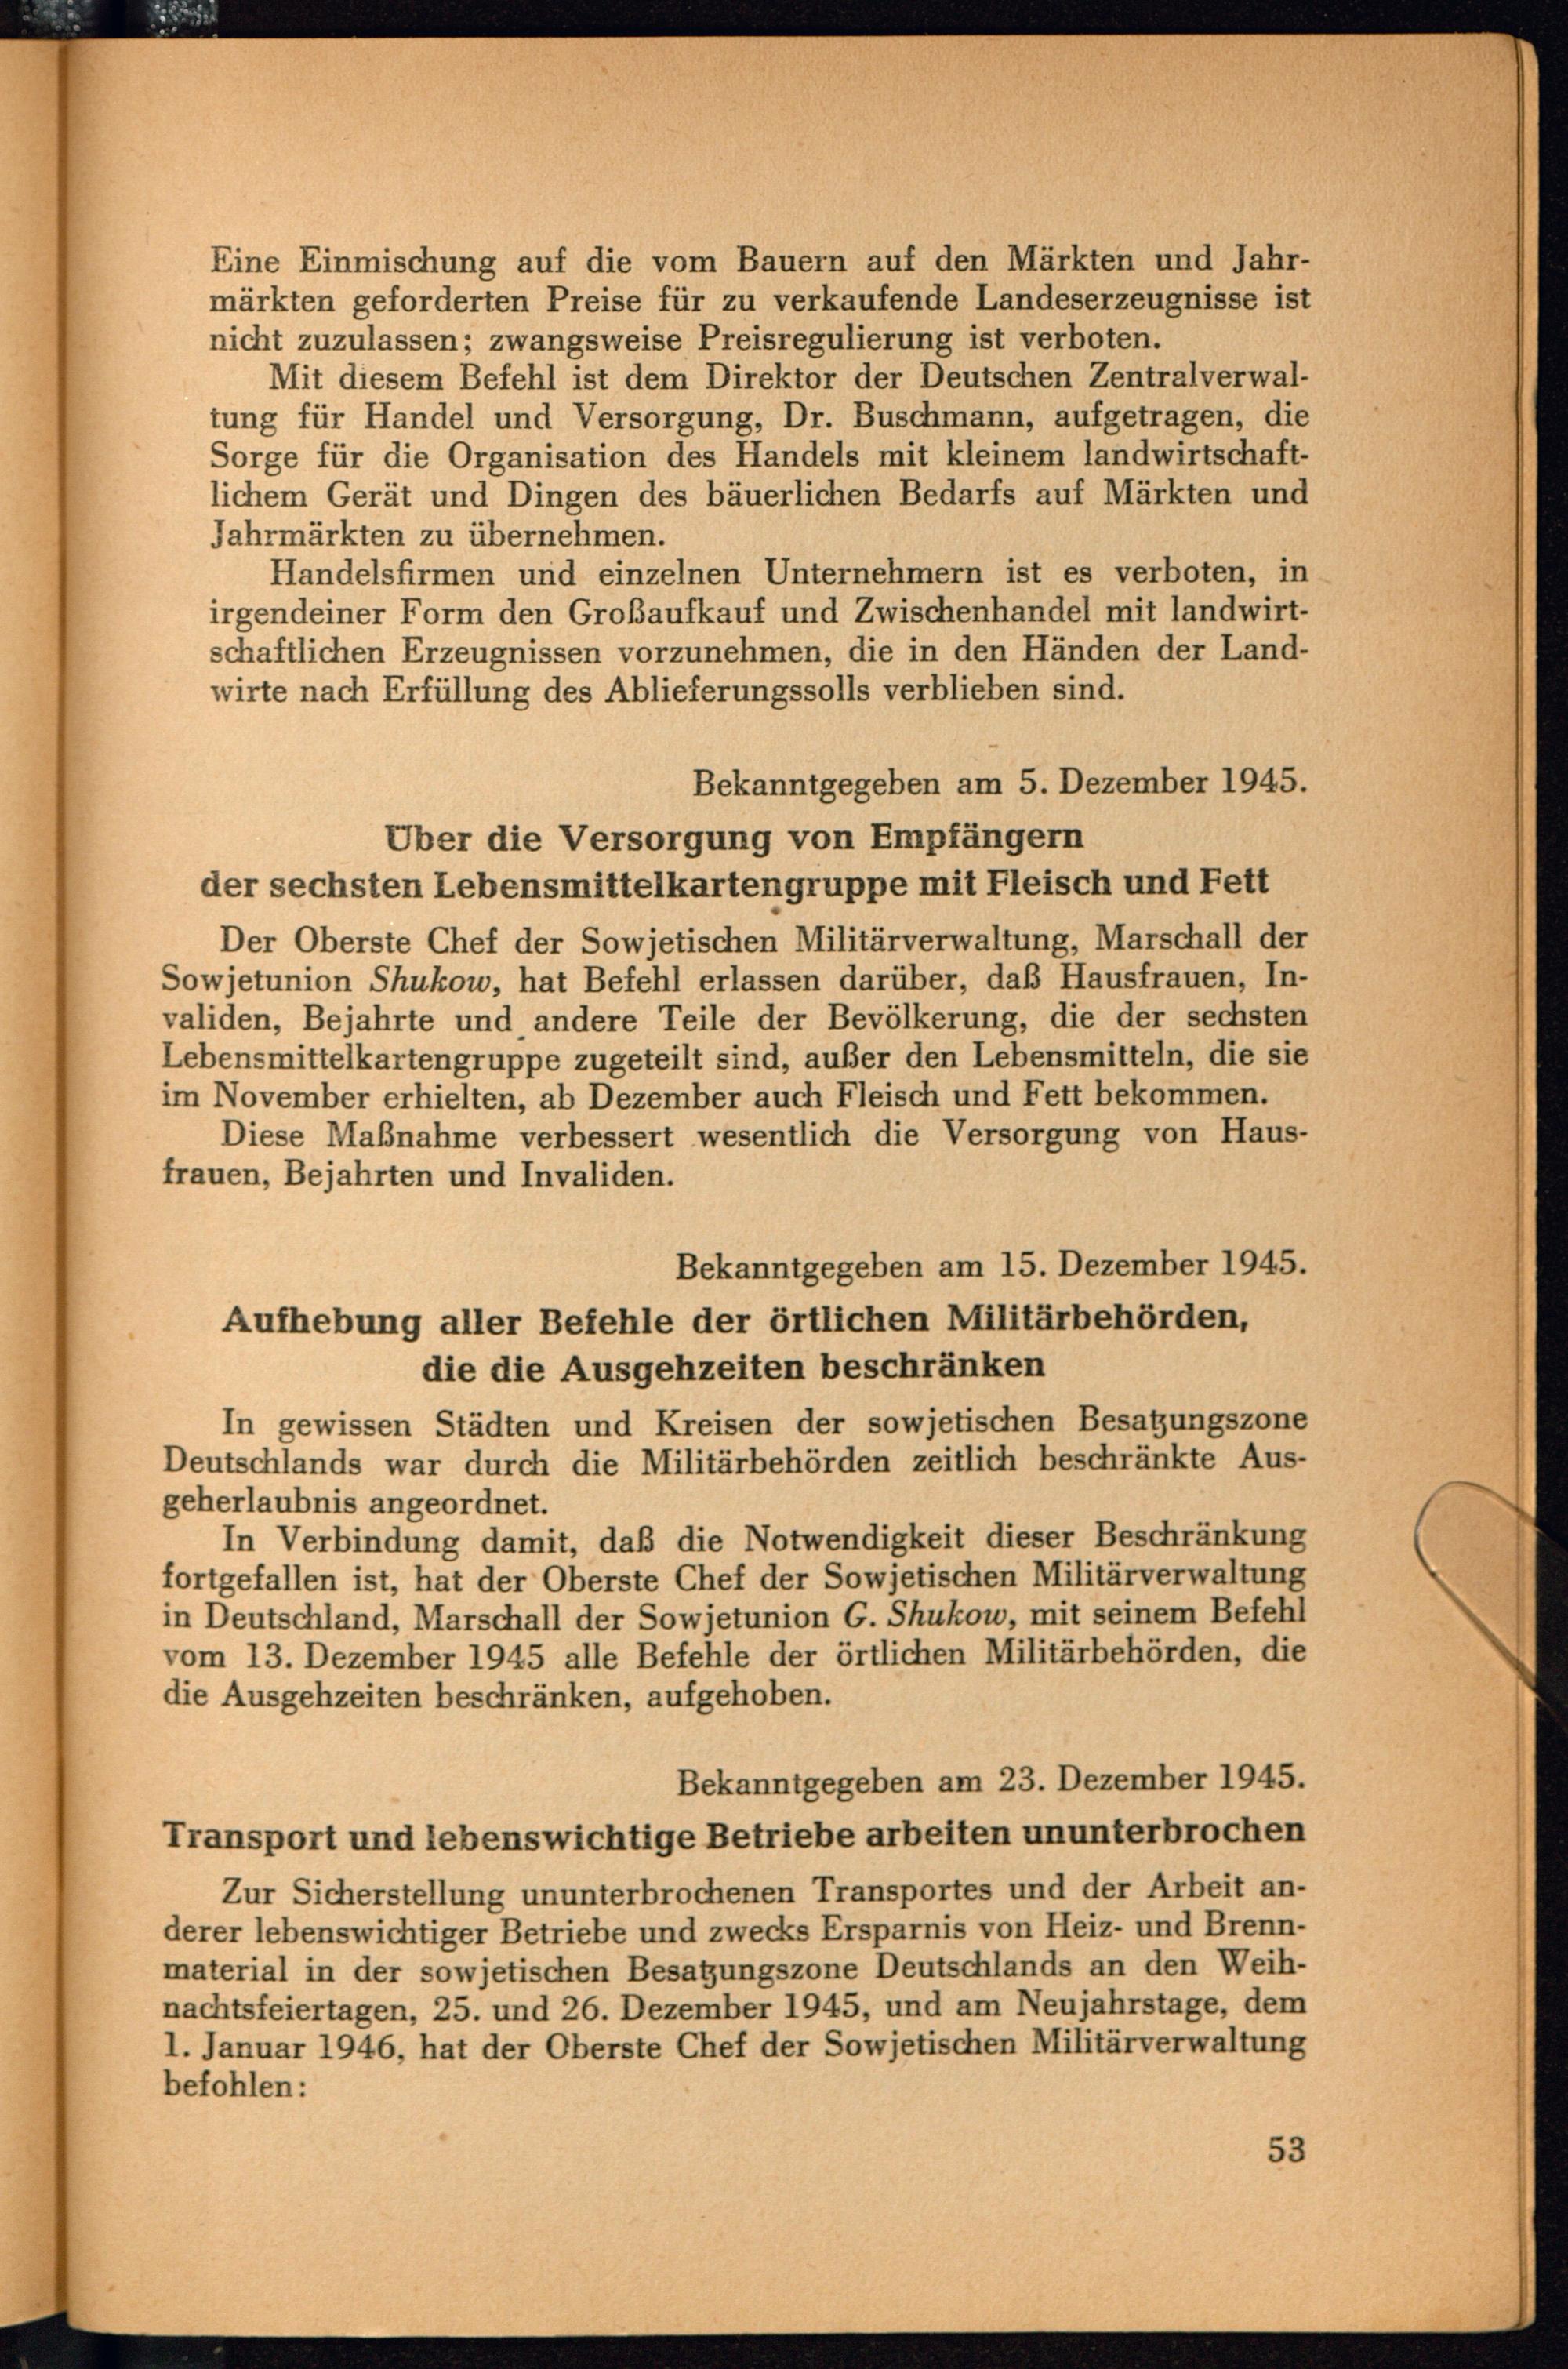 Eine Einmischung auf die vom Bauern auf den Märkten und Jahr-
märkten geforderten Preise für zu verkaufende Landeserzeugnisse ist
nicht zuzulassen; zwangsweise Preisregulierung ist verboten.
Mit diesem Befehl ist dem Direktor der Deutschen Zentralverwal-
tung für Handel und Versorgung, Dr. Buschmann, aufgetragen, die
Sorge für die Organisation des Handels mit kleinem landwirtschaft-
lichem Gerät und Dingen des bäuerlichen Bedarfs auf Märkten und
Jahrmärkten zu übernehmen.
Handelsfirmen und einzelnen Unternehmern ist es verboten, in
irgendeiner Form den Großaufkauf und Zwischenhandel mit landwirt-
schaftlichen Erzeugnissen vorzunehmen, die in den Händen der Land-
wirte nach Erfüllung des Ablieferungssolls verblieben sind.
Bekanntgegeben am 5. Dezember 1945.
Über die Versorgung von Empfängern
der sechsten Lebensmittelkartengruppe mit Fleisch und Fett
Der Oberste Chef der Sowjetischen Militärverwaltung, Marschall der
Sowjetunion Shukow, hat Befehl erlassen darüber, daß Hausfrauen, In-
validen, Bejahrte und andere Teile der Bevölkerung, die der sechsten
Lebensmittelkartengruppe zugeteilt sind, außer den Lebensmitteln, die sie
im November erhielten, ab Dezember auch Fleisch und Fett bekommen.
Diese Maßnahme verbessert wesentlich die Versorgung von Haus-
frauen, Bejahrten und Invaliden.
Bekanntgegeben am 15. Dezember 1945.
Aufhebung aller Befehle der örtlichen Militärbehörden,
die die Ausgehzeiten beschränken
In gewissen Städten und Kreisen der sowjetischen Besatzungszone
Deutschlands war durch die Militärbehörden zeitlich beschränkte Aus-
geherlaubnis angeordnet.
In Verbindung damit, daß die Notwendigkeit dieser Beschränkung
fortgefallen ist, hat der Oberste Chef der Sowjetischen Militärverwaltung
in Deutschland, Marschall der Sowjetunion G. Shukow, mit seinem Befehl
vom 13. Dezember 1945 alle Befehle der örtlichen Militärbehörden, die
die Ausgehzeiten beschränken, aufgehoben.
Bekanntgegeben am 23. Dezember 1945.
Transport und lebenswichtige Betriebe arbeiten ununterbrochen
Zur Sicherstellung ununterbrochenen Transportes und der Arbeit an-
derer lebenswichtiger Betriebe und zwecks Ersparnis von Heiz- und Brenn-
material in der sowjetischen Besatzungszone Deutschlands an den Weih-
nachtsfeiertagen, 25. und 26. Dezember 1945, und am Neujahrstage, dem
1. Januar 1946, hat der Oberste Chef der Sowjetischen Militärverwaltung
befohlen:
53